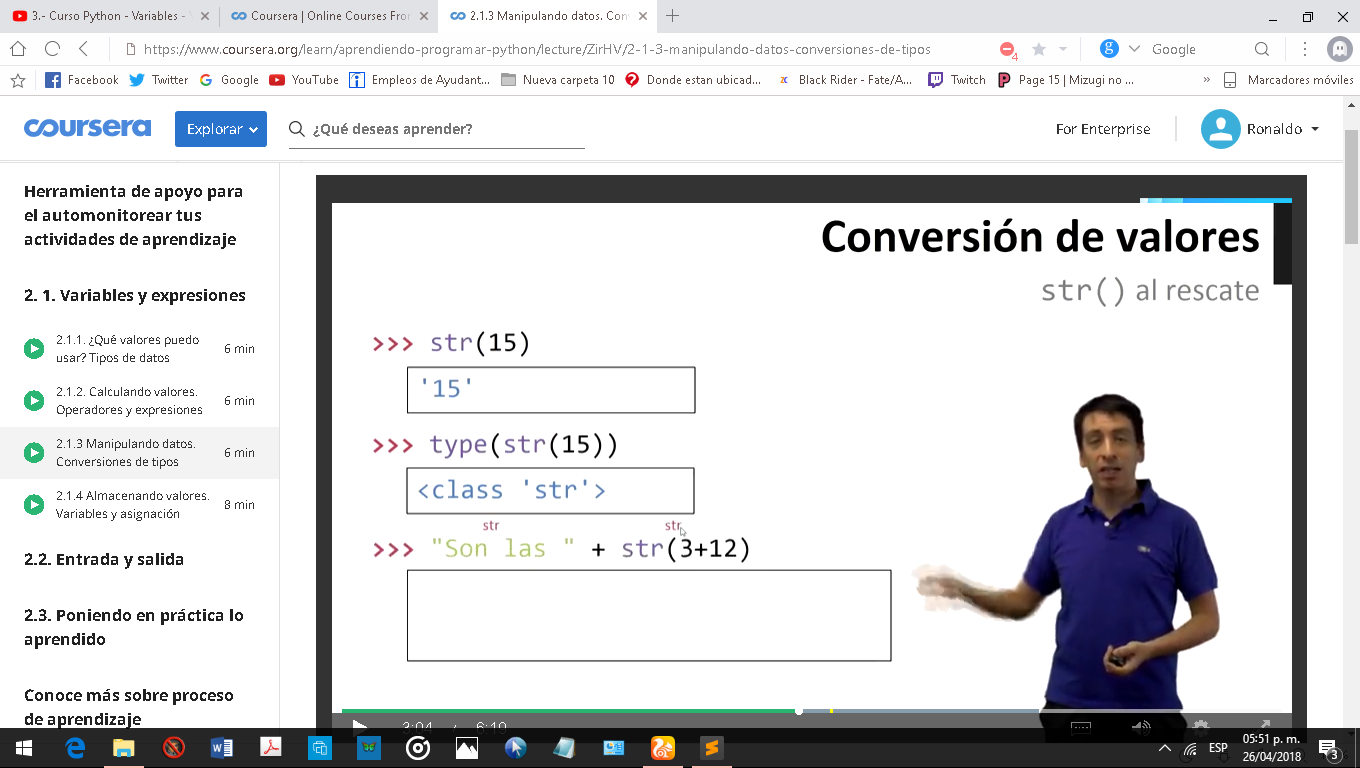 3.- Curso Python - Variables -
Coursera | Online Courses Fro
2.1.3 Manipulando datos. Con
https://www.coursera.org/learn/aprendiendo-programar-python/lecture/ZirHV/2-1-3-manipulando-datos-conversiones-de-tipos
4
Google
Facebook
Twitter
Google
YouTube
Empleos de Ayudant...
Nueva carpeta 10
Donde estan ubicad...
Black Rider - Fate/A...
Twitch
Page 15 | Mizugi no ...
»
Marcadores móviles
coursera
Explorar
¿Qué deseas aprender?
For Enterprise
Ronaldo
Herramienta de apoyo para
el automonitorear tus
actividades de aprendizaje
2. 1. Variables y expresiones
2.1.1. ¿Qué valores puedo
usar? Tipos de datos
6 min
2.1.2. Calculando valores.
Operadores y expresiones
6 min
2.1.3 Manipulando datos.
Conversiones de tipos
6 min
2.1.4 Almacenando valores.
Variables y asignación
8 min
2.2. Entrada y salida
2.3. Poniendo en práctica lo
aprendido
Conoce más sobre proceso
de aprendizaje
Conversión de valores
str() al rescate
>>> str(15)
'15'
>>> type(str(15))
<class 'str'>
str str
>>> "Son las " + str(3+12)
3:04 / 6:19
ESP
05:51 p. m.
26/04/2018
3